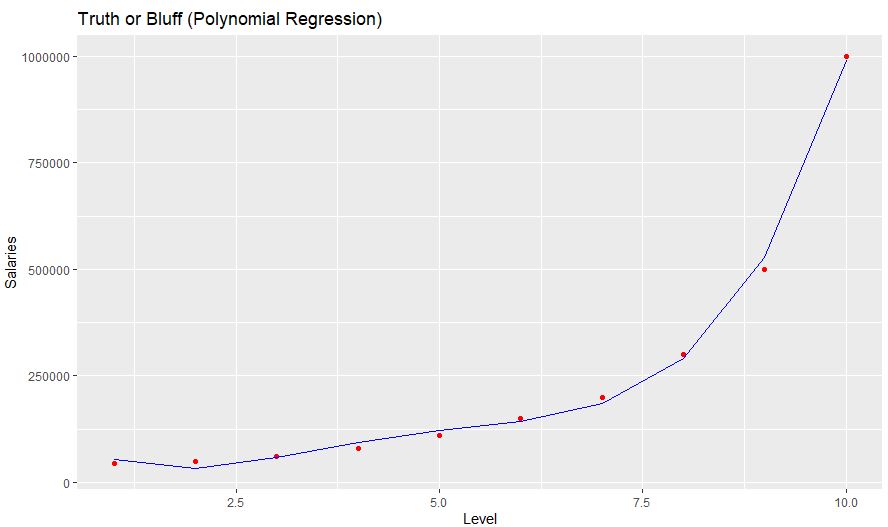 Truth or Bluff (Polynomial Regression)
1000000
750000
500000
250000
0
Salaries
2.5 5.0 7.5 10.0
Level